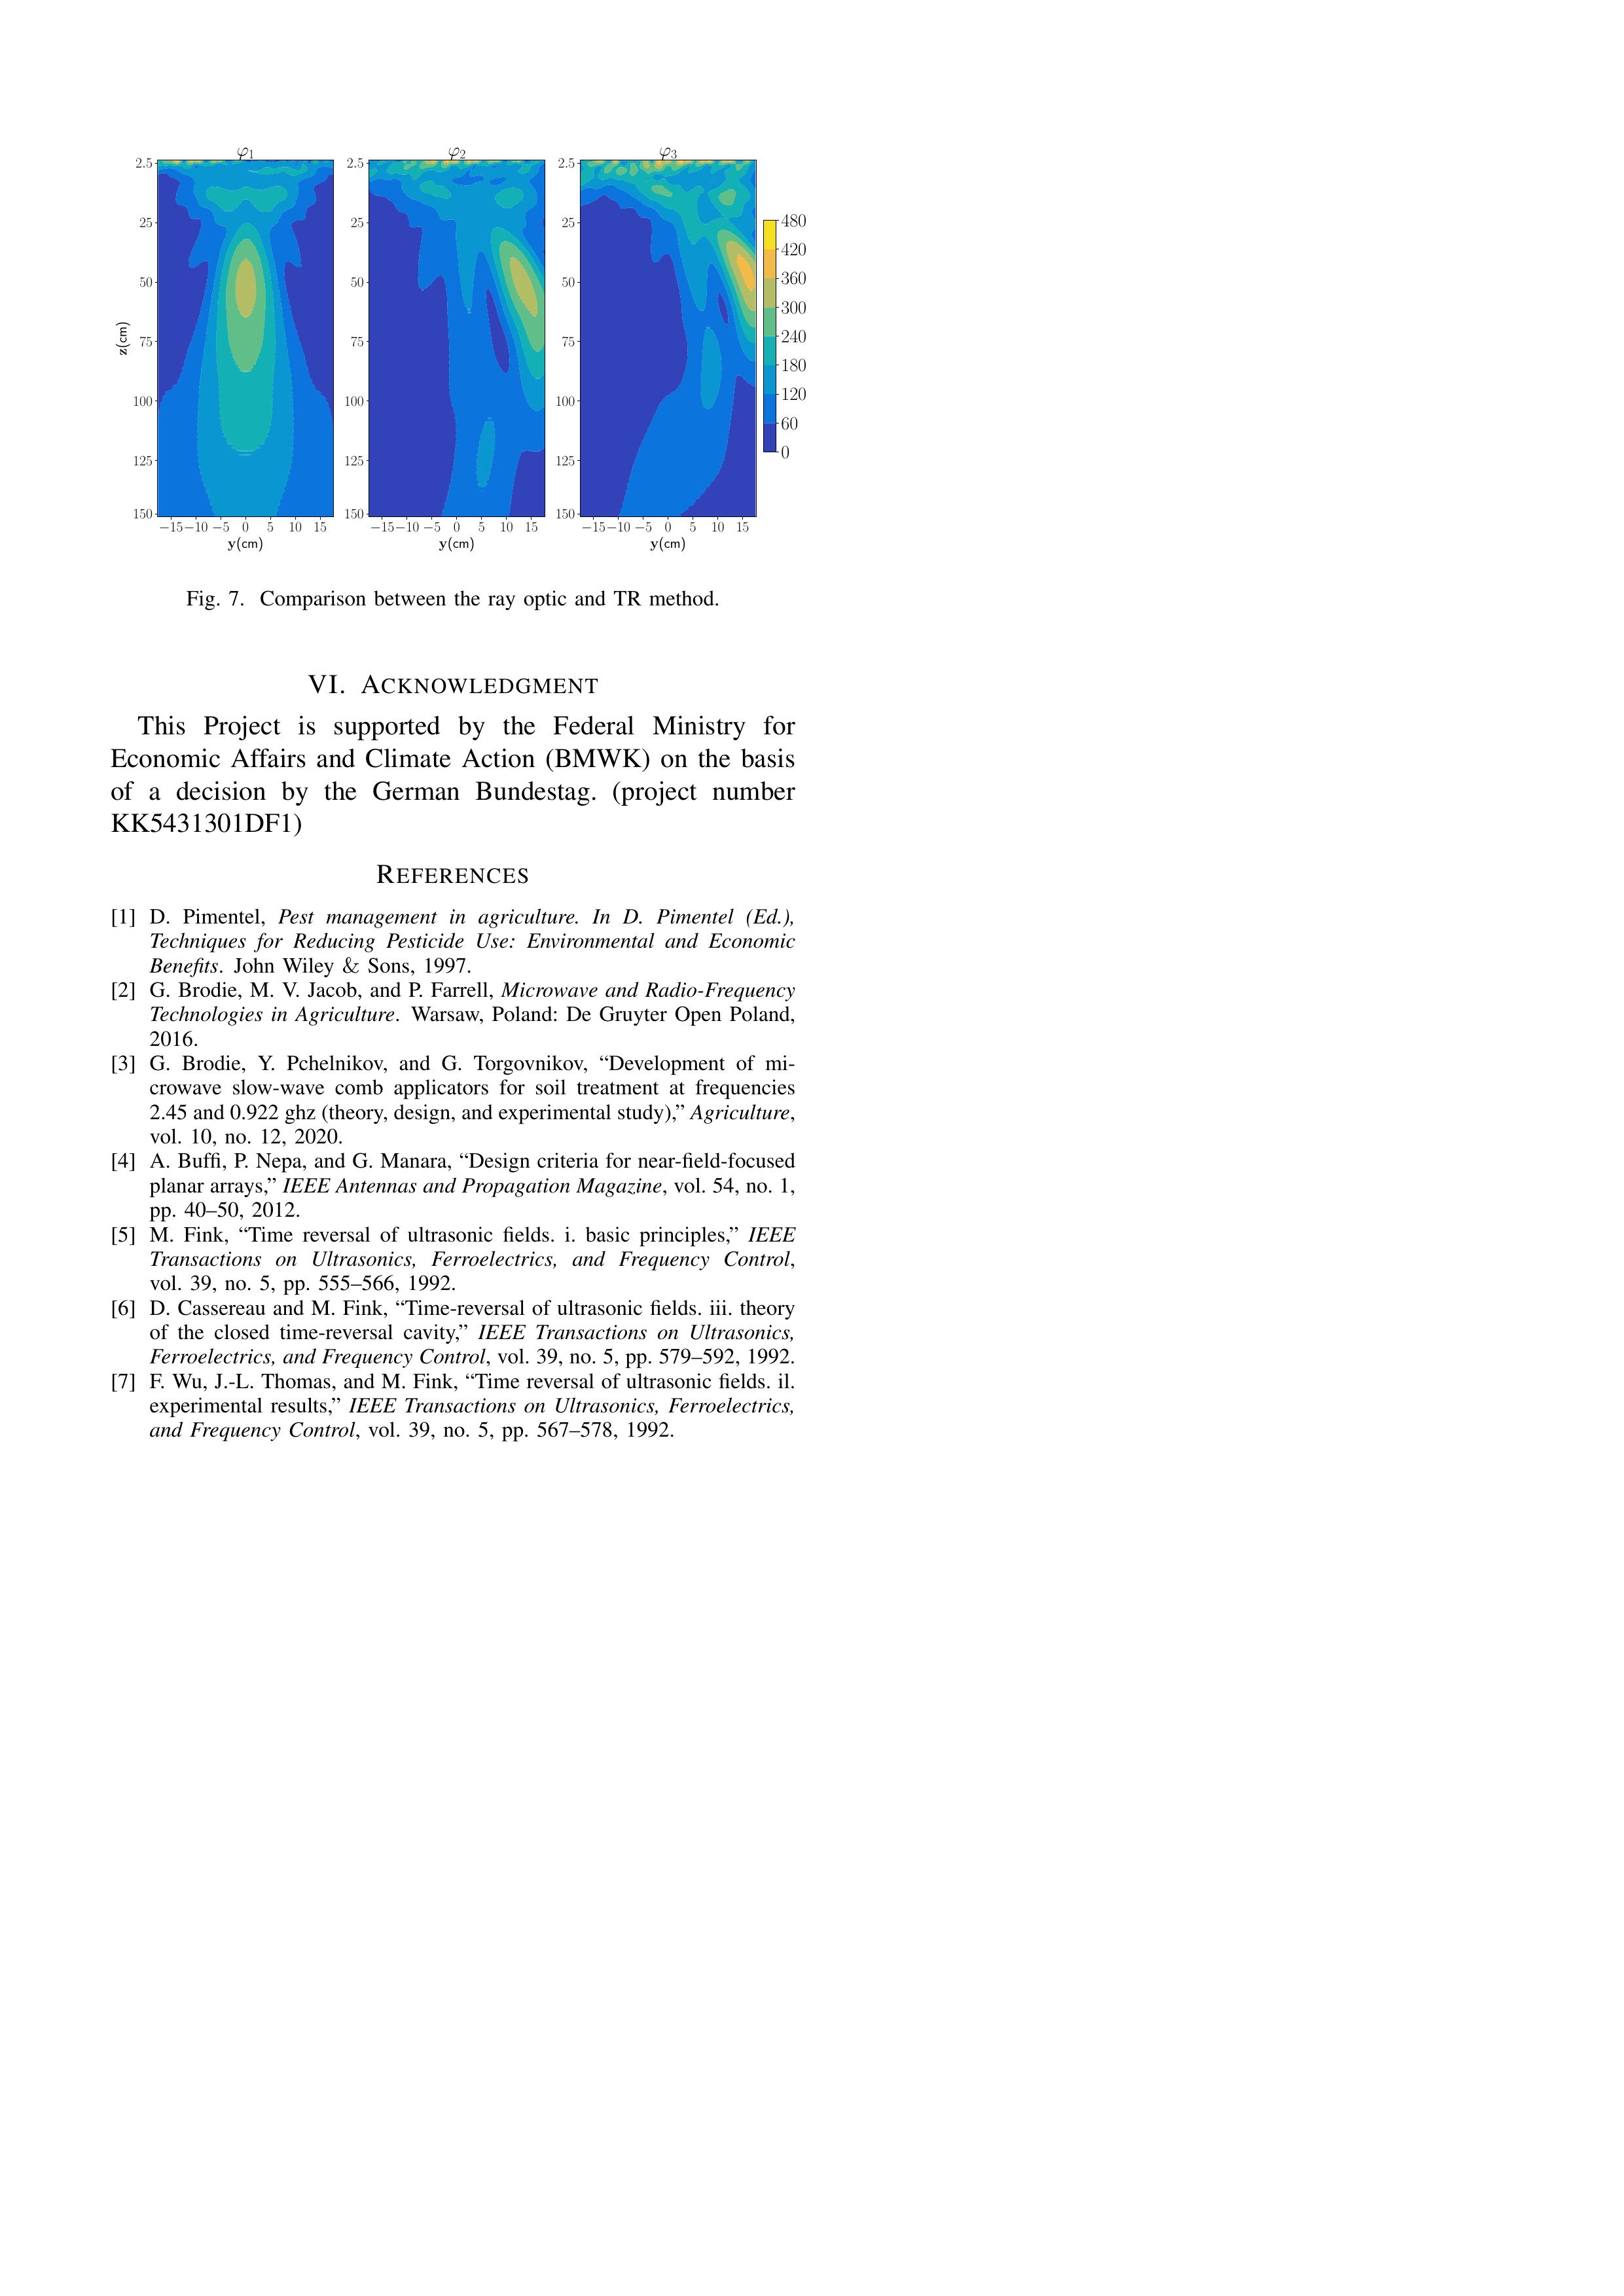 φ1 φ2 φ3
2.5 2.5 2.5
25 25 25
50 50 50
75 75 75
100 100 100
125 125 125
150 150 150
z(cm)
−15 −10 −5 0 5 10 15 −15 −10 −5 0 5 10 15 −15 −10 −5 0 5 10 15
y(cm) y(cm) y(cm)
480
420
360
300
240
180
120
60
0
Fig. 7. Comparison between the ray optic and TR method.
VI. ACKNOWLEDGMENT
This Project is supported by the Federal Ministry for
Economic Affairs and Climate Action (BMWK) on the basis
of a decision by the German Bundestag. (project number
KK5431301DF1)
REFERENCES
[1] D. Pimentel, Pest management in agriculture. In D. Pimentel (Ed.),
Techniques for Reducing Pesticide Use: Environmental and Economic
Benefits. John Wiley & Sons, 1997.
[2] G. Brodie, M. V. Jacob, and P. Farrell, Microwave and Radio-Frequency
Technologies in Agriculture. Warsaw, Poland: De Gruyter Open Poland,
2016.
[3] G. Brodie, Y. Pchelnikov, and G. Torgovnikov, “Development of mi-
crowave slow-wave comb applicators for soil treatment at frequencies
2.45 and 0.922 ghz (theory, design, and experimental study),” Agriculture,
vol. 10, no. 12, 2020.
[4] A. Buffi, P. Nepa, and G. Manara, “Design criteria for near-field-focused
planar arrays,” IEEE Antennas and Propagation Magazine, vol. 54, no. 1,
pp. 40–50, 2012.
[5] M. Fink, “Time reversal of ultrasonic fields. i. basic principles,” IEEE
Transactions on Ultrasonics, Ferroelectrics, and Frequency Control,
vol. 39, no. 5, pp. 555–566, 1992.
[6] D. Cassereau and M. Fink, “Time-reversal of ultrasonic fields. iii. theory
of the closed time-reversal cavity,” IEEE Transactions on Ultrasonics,
Ferroelectrics, and Frequency Control, vol. 39, no. 5, pp. 579–592, 1992.
[7] F. Wu, J.-L. Thomas, and M. Fink, “Time reversal of ultrasonic fields. il.
experimental results,” IEEE Transactions on Ultrasonics, Ferroelectrics,
and Frequency Control, vol. 39, no. 5, pp. 567–578, 1992.